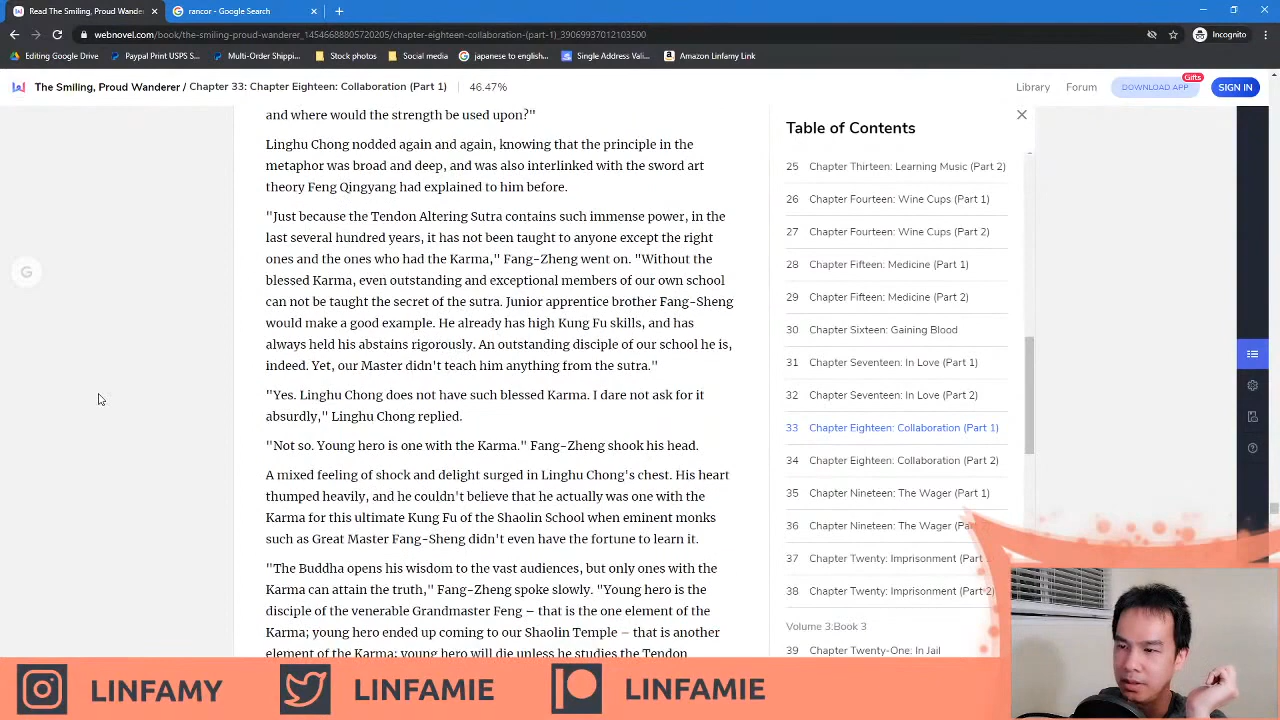 Read The Smiling, Proud Wande
rancor - Google Search
webnovel.com/book/the-smiling-proud-wanderer_14546688805720205/chapter-eighteen-collaboration-(part-1)_39069937012103500
Incognito
Editing Google Drive
Paypal Print USPS S...
Multi-Order Shippi...
Stock photos
Social media
japanese to english...
Single Address Vali...
Amazon Linfamy Link
The Smiling, Proud Wanderer / Chapter 33: Chapter Eighteen: Collaboration (Part 1)
46.47%
Library
Forum
DOWNLOAD APP
Gifts
SIGN IN
and where would the strength be used upon?"
Linghu Chong nodded again and again, knowing that the principle in the
metaphor was broad and deep, and was also interlinked with the sword art
theory Feng Qingyang had explained to him before.
"Just because the Tendon Altering Sutra contains such immense power, in the
last several hundred years, it has not been taught to anyone except the right
ones and the ones who had the Karma," Fang-Zheng went on. "Without the
blessed Karma, even outstanding and exceptional members of our own school
can not be taught the secret of the sutra. Junior apprentice brother Fang-Sheng
would make a good example. He already has high Kung Fu skills, and has
always held his abstains rigorously. An outstanding disciple of our school he is,
indeed. Yet, our Master didn't teach him anything from the sutra."
"Yes. Linghu Chong does not have such blessed Karma. I dare not ask for it
absurdly," Linghu Chong replied.
"Not so. Young hero is one with the Karma." Fang-Zheng shook his head.
A mixed feeling of shock and delight surged in Linghu Chong's chest. His heart
thumped heavily, and he couldn't believe that he actually was one with the
Karma for this ultimate Kung Fu of the Shaolin School when eminent monks
such as Great Master Fang-Sheng didn't even have the fortune to learn it.
"The Buddha opens his wisdom to the vast audiences, but only ones with the
Karma can attain the truth," Fang-Zheng spoke slowly. "Young hero is the
disciple of the venerable Grandmaster Feng – that is the one element of the
Karma; young hero ended up coming to our Shaolin Temple – that is another
element of the Karma; young hero will die unless he studies the Tendon
Table of Contents
25 Chapter Thirteen: Learning Music (Part 2)
26 Chapter Fourteen: Wine Cups (Part 1)
27 Chapter Fourteen: Wine Cups (Part 2)
28 Chapter Fifteen: Medicine (Part 1)
29 Chapter Fifteen: Medicine (Part 2)
30 Chapter Sixteen: Gaining Blood
31 Chapter Seventeen: In Love (Part 1)
32 Chapter Seventeen: In Love (Part 2)
33 Chapter Eighteen: Collaboration (Part 1)
34 Chapter Eighteen: Collaboration (Part 2)
35 Chapter Nineteen: The Wager (Part 1)
36 Chapter Nineteen: The Wager (Pa
37 Chapter Twenty: Imprisonment (Part
38 Chapter Twenty: Imprisonment (Part 2)
Volume 3:Book 3
39 Chapter Twenty-One: In Jail
G
LINFAMY
LINFAMIE
LINFAMIE